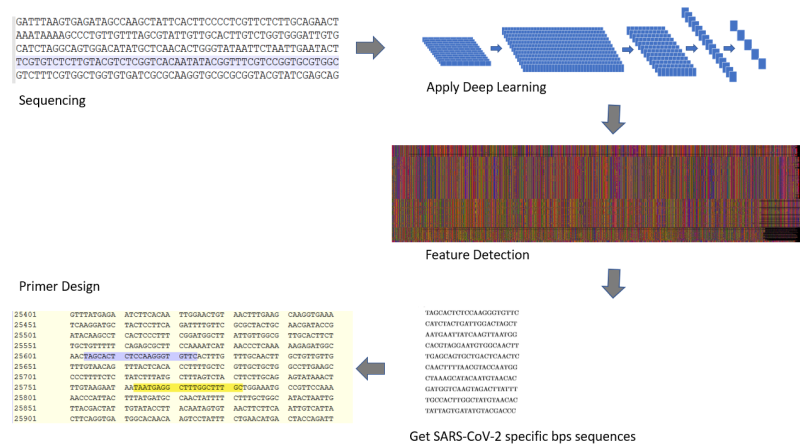 GATTTAAGTGAGATAGCCAAGCTATTCACTTCCCCTCGTTCTCTTGCAGAACT
AAATAAAAGCCCTGTTGTTTAGCGTATTGTTGCACTTGTCTGGTGGGATTGTG
CATCTAGGCAGTGGACATATGCTCAACACTGGGTATAATTCTAATTGAATACT
TCGTGTCTCTTGTACGTCTCGGTCACAATATACGGTTTCGTCCGGTGCGTGGC
GTCTTTCGTGGCTGGTGTGATCGCGCAAGGTGCGCGCGGTACGTATCGAGCAG
Sequencing
Apply Deep Learning
Feature Detection
Get SARS-CoV-2 specific bps sequences
TAGCACTCTCCAAGGGTGTTC
CATCTACTGATTGGACTAGCT
AATGAATTATCAAGTTAATGG
CACGTAGGAATGTGGCAACTT
TGAGCAGTGCTGACTCAACTC
CAACTTTTAACGTACCAATGG
CTAAAGCATACAATGTAACAC
GATGGTCAAGTAGACTTATTT
TGCCACTTGGCTATGTAACAC
TATTAGTGATATGTACGACCC
Primer Design
25401 GTTTATGAGA ATCTTCACAA TTGGAACTGT AACTTTGAAG CAAGGTGAAA
25451 TCAAGGATGC TACTCCTTCA GATTTTGTTC GCGCTACTGC AACGATACCG
25501 ATACAAGCCT CACTCCCTTT CGGATGGCTT ATTGTTGGCG TTGCACTTCT
25551 TGCTGTTTTT CAGAGCGCTT CCAAAATCAT AACCCTCAAA AAGAGATGGC
25601 AACTAGCACT CTCCAAGGGT GTTCACTTTG TTTGCAACTT GCTGTTGTTG
25651 TTTGTAACAG TTTACTCACA CCTTTTGCTC GTTGCTGCTG GCCTTGAAGC
25701 CCCTTTTCTC TATCTTTATG CTTTAGTCTA CTTCTTGCAG AGTATAAACT
25751 TTGTAAGAAT AATAATGAGG CTTTGGCTTT GCTGGAAATG CCGTTCCAAA
25801 AACCCATTAC TTTATGATGC CAACTATTTT CTTTGCTGGC ATACTAATTG
25851 TTACGACTAT TGTATACCTT ACAATAGTGT AACTTCTTCA ATTGTCATTA
25901 CTTCAGGTGA TGGCACAACA AGTCCTATTT CTGAACATGA CTACCAGATT